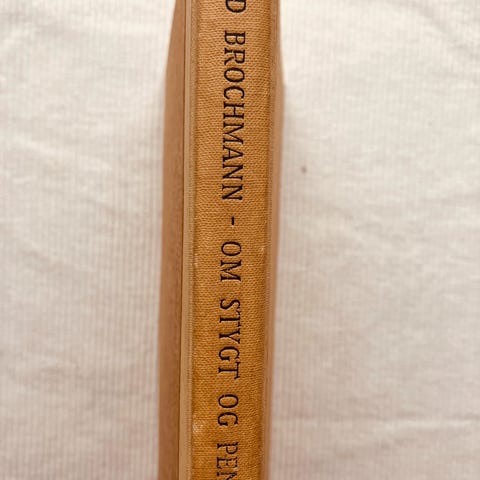 D BROCHMANN - OM STYGT OG PEN